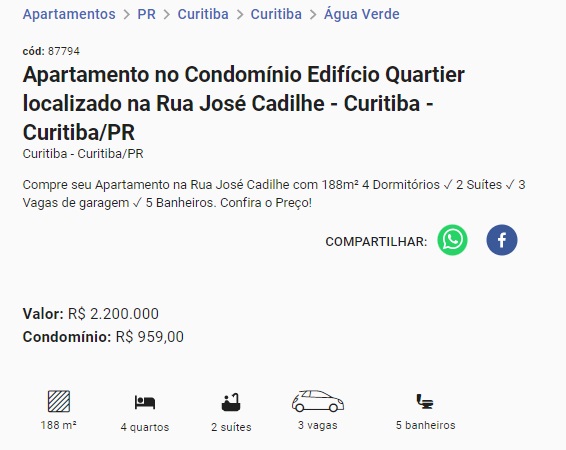 Apartamentos > PR > Curitiba > Curitiba > Água Verde
cód: 87794
Apartamento no Condomínio Edifício Quartier
localizado na Rua José Cadilhe - Curitiba -
Curitiba/PR
Curitiba - Curitiba/PR
Compre seu Apartamento na Rua José Cadilhe com 188m² 4 Dormitórios ✓ 2 Suítes ✓ 3
Vagas de garagem ✓ 5 Banheiros. Confira o Preço!
COMPARTILHAR:
Valor: R$ 2.200.000
Condomínio: R$ 959,00
188 m² 4 quartos 2 suítes 3 vagas 5 banheiros